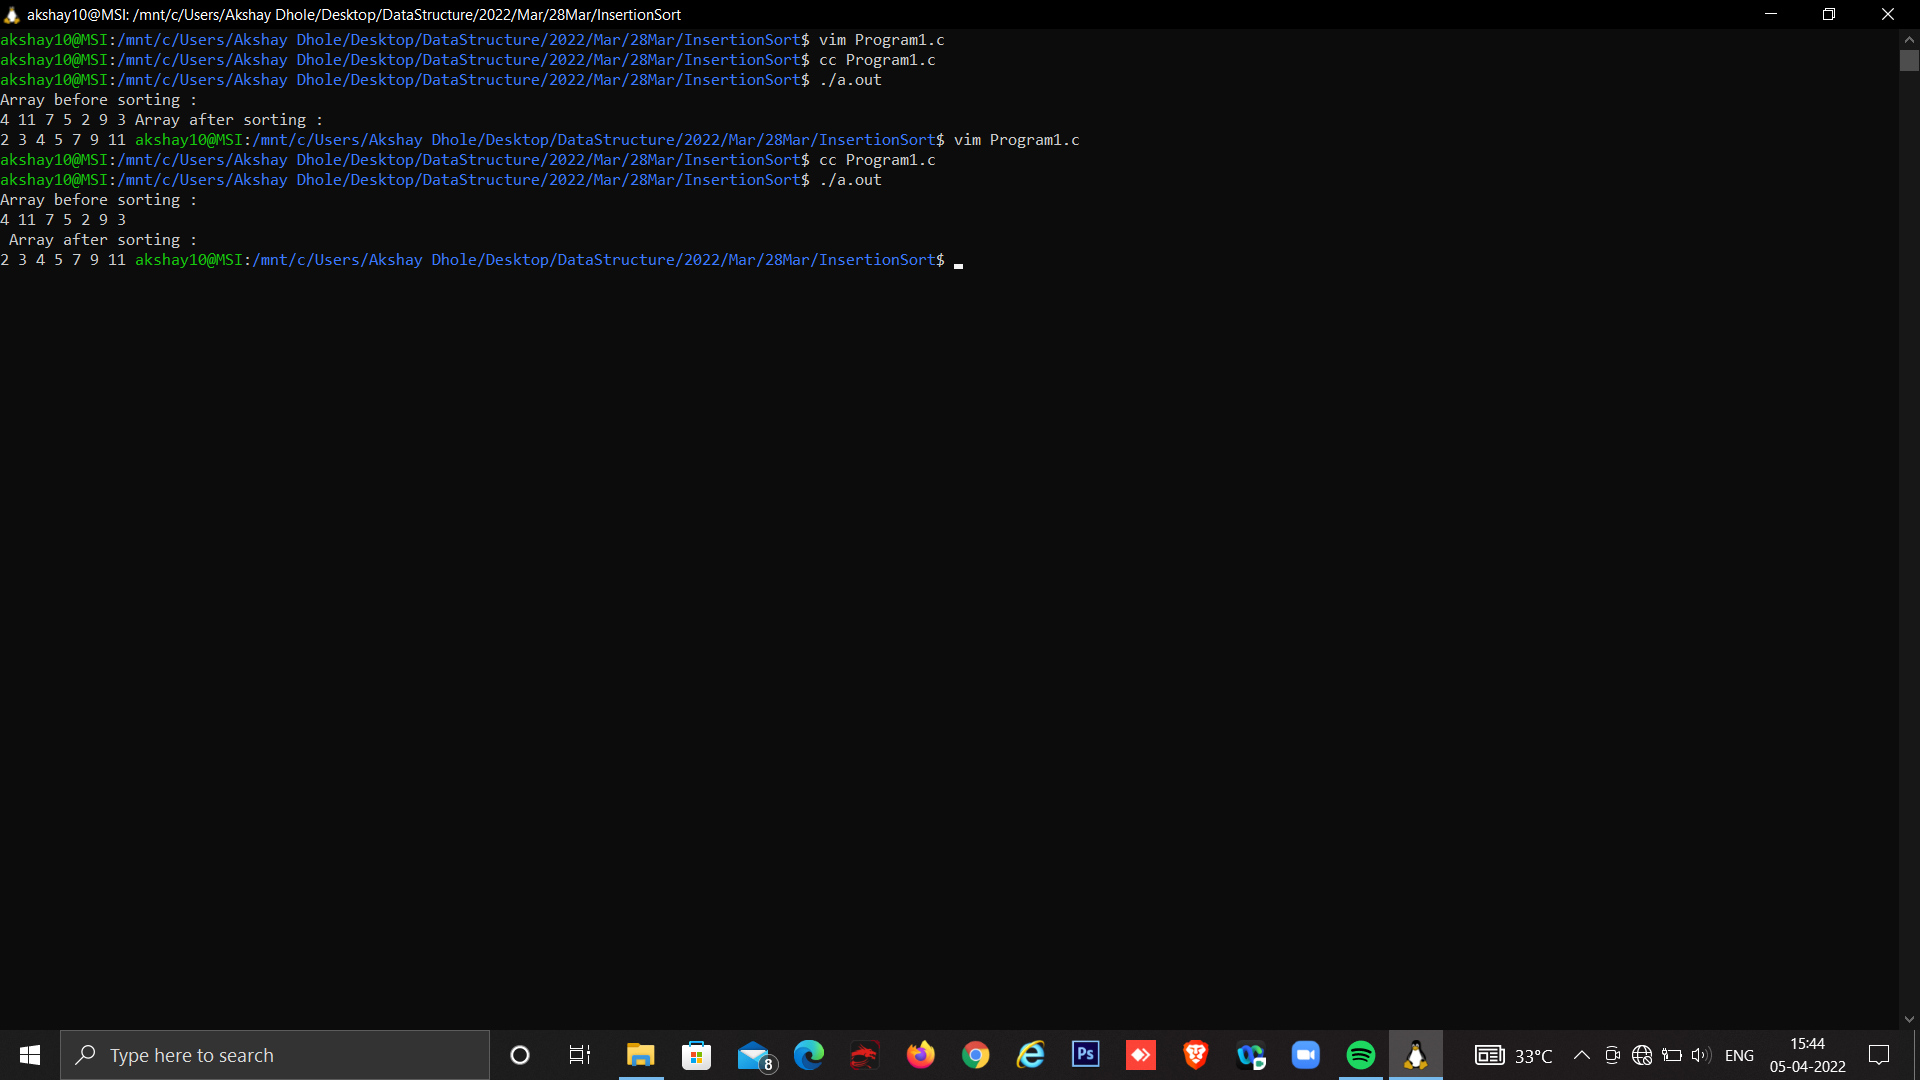 akshay10@MSI: /mnt/c/Users/Akshay Dhole/Desktop/DataStructure/2022/Mar/28Mar/InsertionSort
akshay10@MSI:/mnt/c/Users/Akshay Dhole/Desktop/DataStructure/2022/Mar/28Mar/InsertionSort$ vim Program1.c
akshay10@MSI:/mnt/c/Users/Akshay Dhole/Desktop/DataStructure/2022/Mar/28Mar/InsertionSort$ cc Program1.c
akshay10@MSI:/mnt/c/Users/Akshay Dhole/Desktop/DataStructure/2022/Mar/28Mar/InsertionSort$ ./a.out
Array before sorting :
4 11 7 5 2 9 3 Array after sorting :
2 3 4 5 7 9 11 akshay10@MSI:/mnt/c/Users/Akshay Dhole/Desktop/DataStructure/2022/Mar/28Mar/InsertionSort$ vim Program1.c
akshay10@MSI:/mnt/c/Users/Akshay Dhole/Desktop/DataStructure/2022/Mar/28Mar/InsertionSort$ cc Program1.c
akshay10@MSI:/mnt/c/Users/Akshay Dhole/Desktop/DataStructure/2022/Mar/28Mar/InsertionSort$ ./a.out
Array before sorting :
4 11 7 5 2 9 3
 Array after sorting :
2 3 4 5 7 9 11 akshay10@MSI:/mnt/c/Users/Akshay Dhole/Desktop/DataStructure/2022/Mar/28Mar/InsertionSort$
Type here to search
8
Ps
33°C
ENG
15:44
05-04-2022